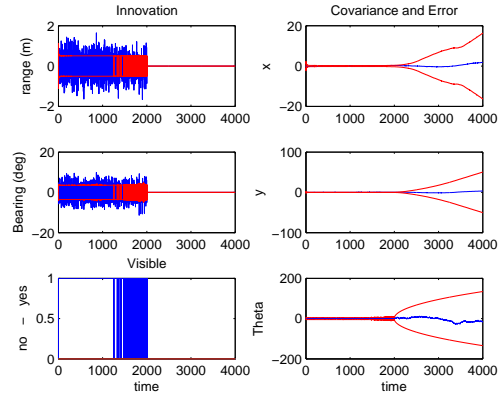 Innovation
Covariance and Error
range (m)
2
0
−2
0 1000 2000 3000 4000
x
20
0
−20
0 1000 2000 3000 4000
Bearing (deg)
20
0
−20
0 1000 2000 3000 4000
y
100
0
−100
0 1000 2000 3000 4000
Visible
no − yes
1
0.5
0
0 1000 2000 3000 4000
time
Theta
200
0
−200
0 1000 2000 3000 4000
time